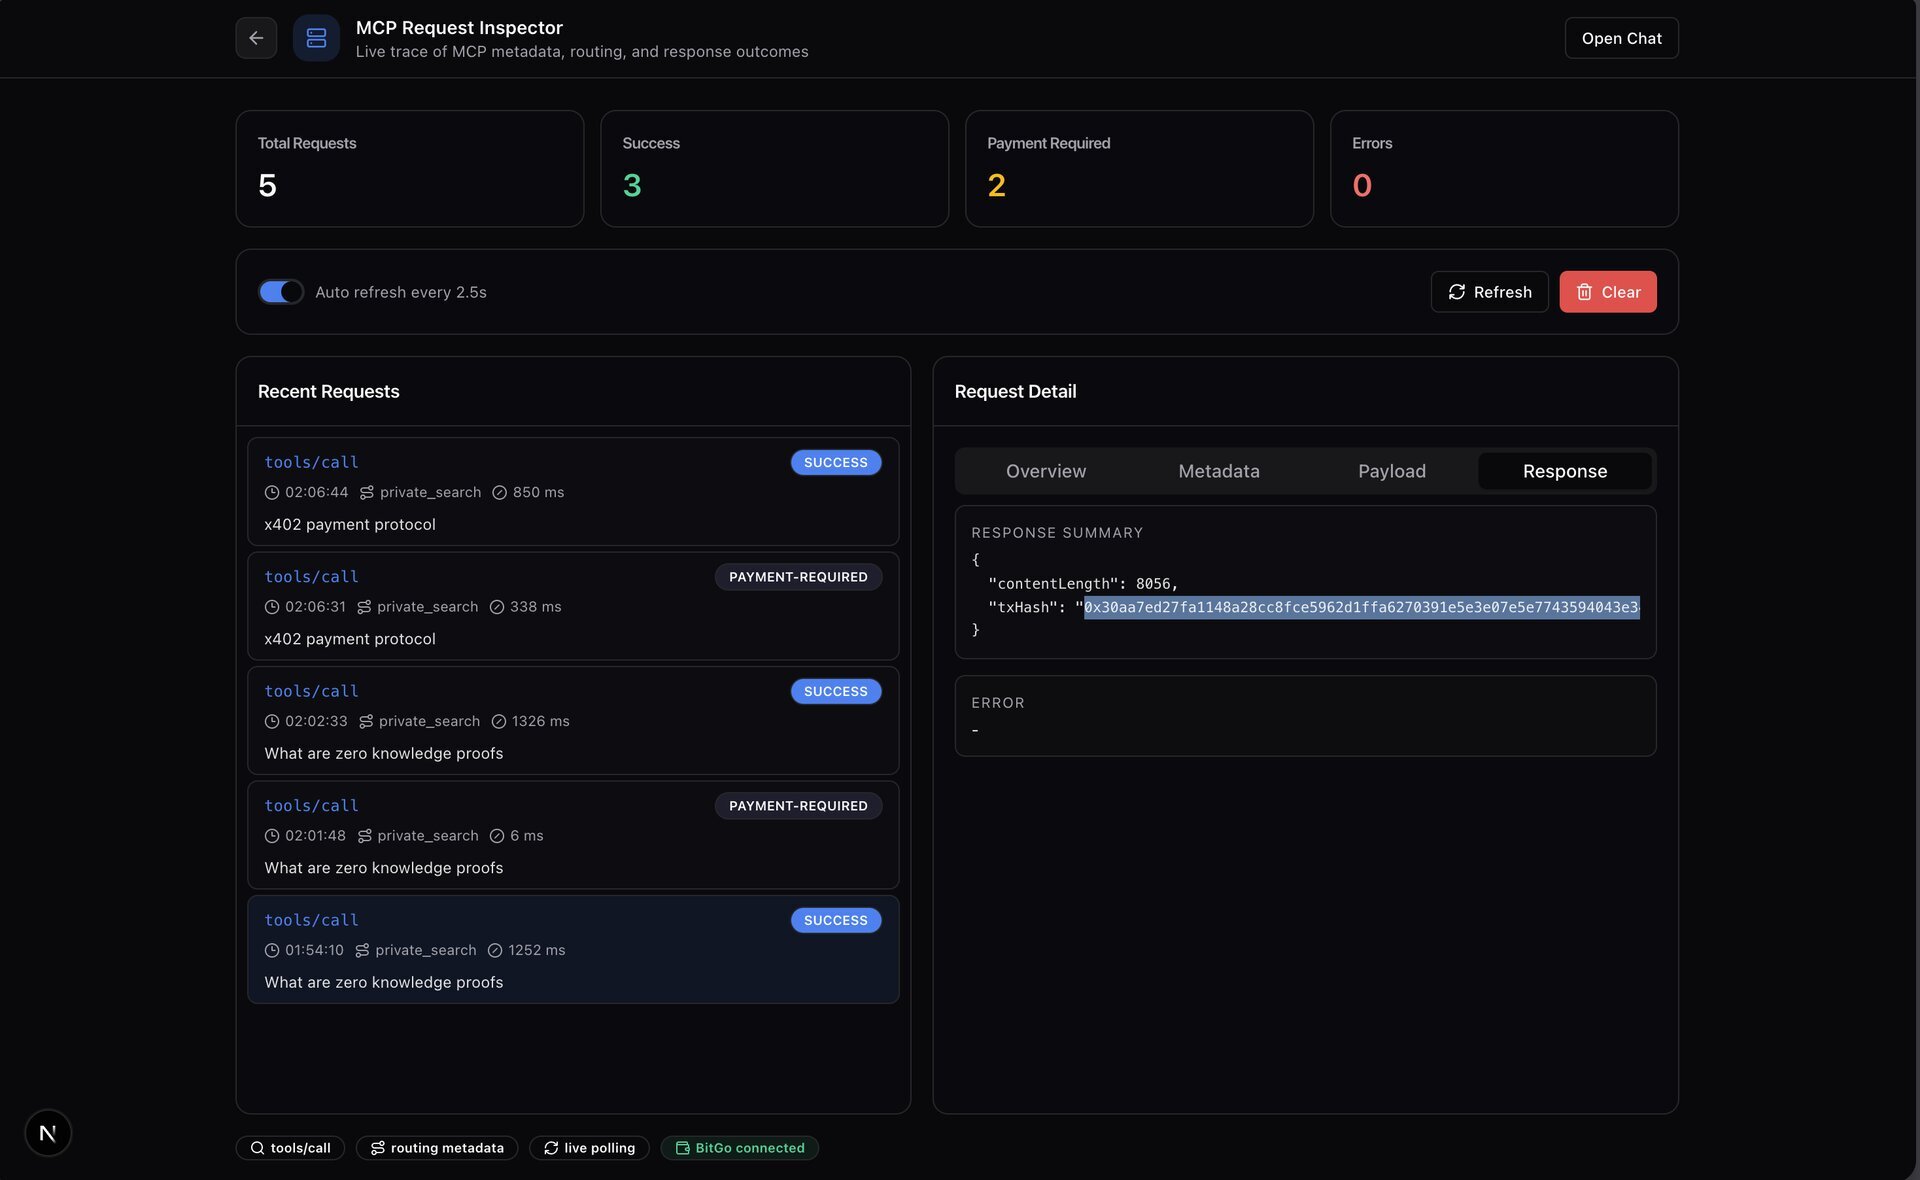 MCP Request Inspector
Live trace of MCP metadata, routing, and response outcomes
Open Chat
Total Requests
5
Success
3
Payment Required
2
Errors
0
Auto refresh every 2.5s
Refresh
Clear
Recent Requests
tools/call
SUCCESS
02:06:44 private_search 850 ms
x402 payment protocol
tools/call
PAYMENT-REQUIRED
02:06:31 private_search 338 ms
x402 payment protocol
tools/call
SUCCESS
02:02:33 private_search 1326 ms
What are zero knowledge proofs
tools/call
PAYMENT-REQUIRED
02:01:48 private_search 6 ms
What are zero knowledge proofs
tools/call
SUCCESS
01:54:10 private_search 1252 ms
What are zero knowledge proofs
Request Detail
Overview Metadata Payload Response
RESPONSE SUMMARY
{
"contentLength": 8056,
"txHash": "0x30aa7ed27fa1148a28cc8fce5962d1ffa6270391e5e3e07e5e7743594043e3
}
ERROR
-
N
tools/call
routing metadata
live polling
BitGo connected